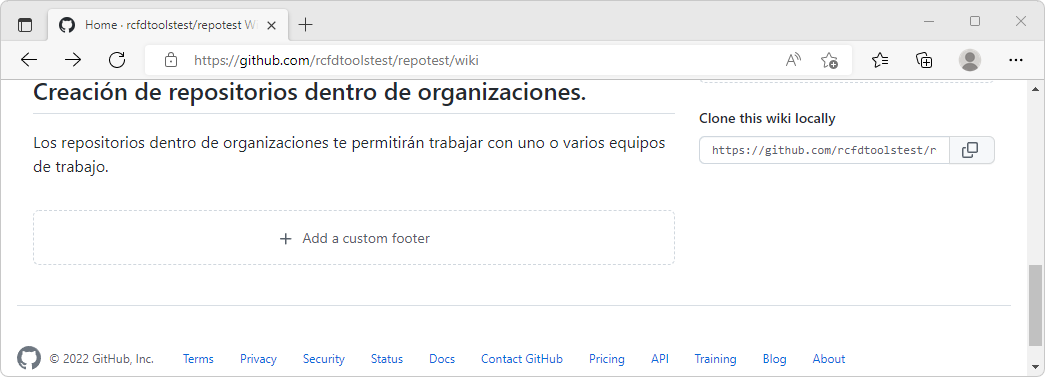 Home · rcfdtoolstest/repotest W
https://github.com/rcfdtoolstest/repotest/wiki
Creación de repositorios dentro de organizaciones.
Los repositorios dentro de organizaciones te permitirán trabajar con uno o varios equipos
de trabajo.
Add a custom footer
Clone this wiki locally
https://github.com/rcfdtoolstest/r
© 2022 GitHub, Inc. Terms Privacy Security Status Docs Contact GitHub Pricing API Training Blog About